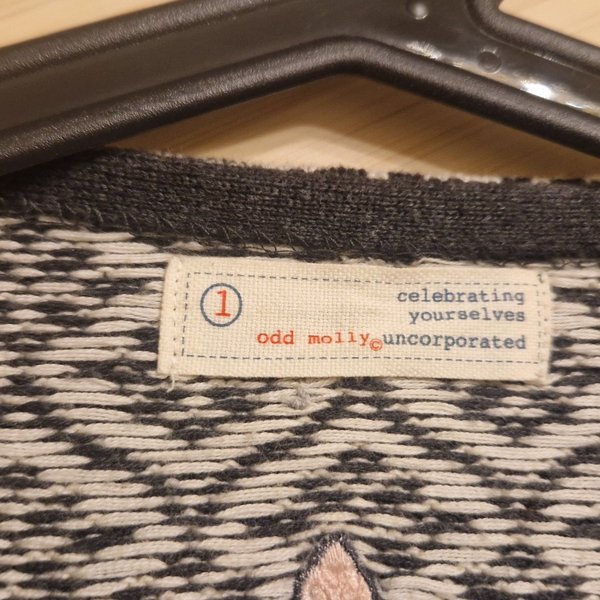 1
celebrating
yourselves
odd molly© uncorporated